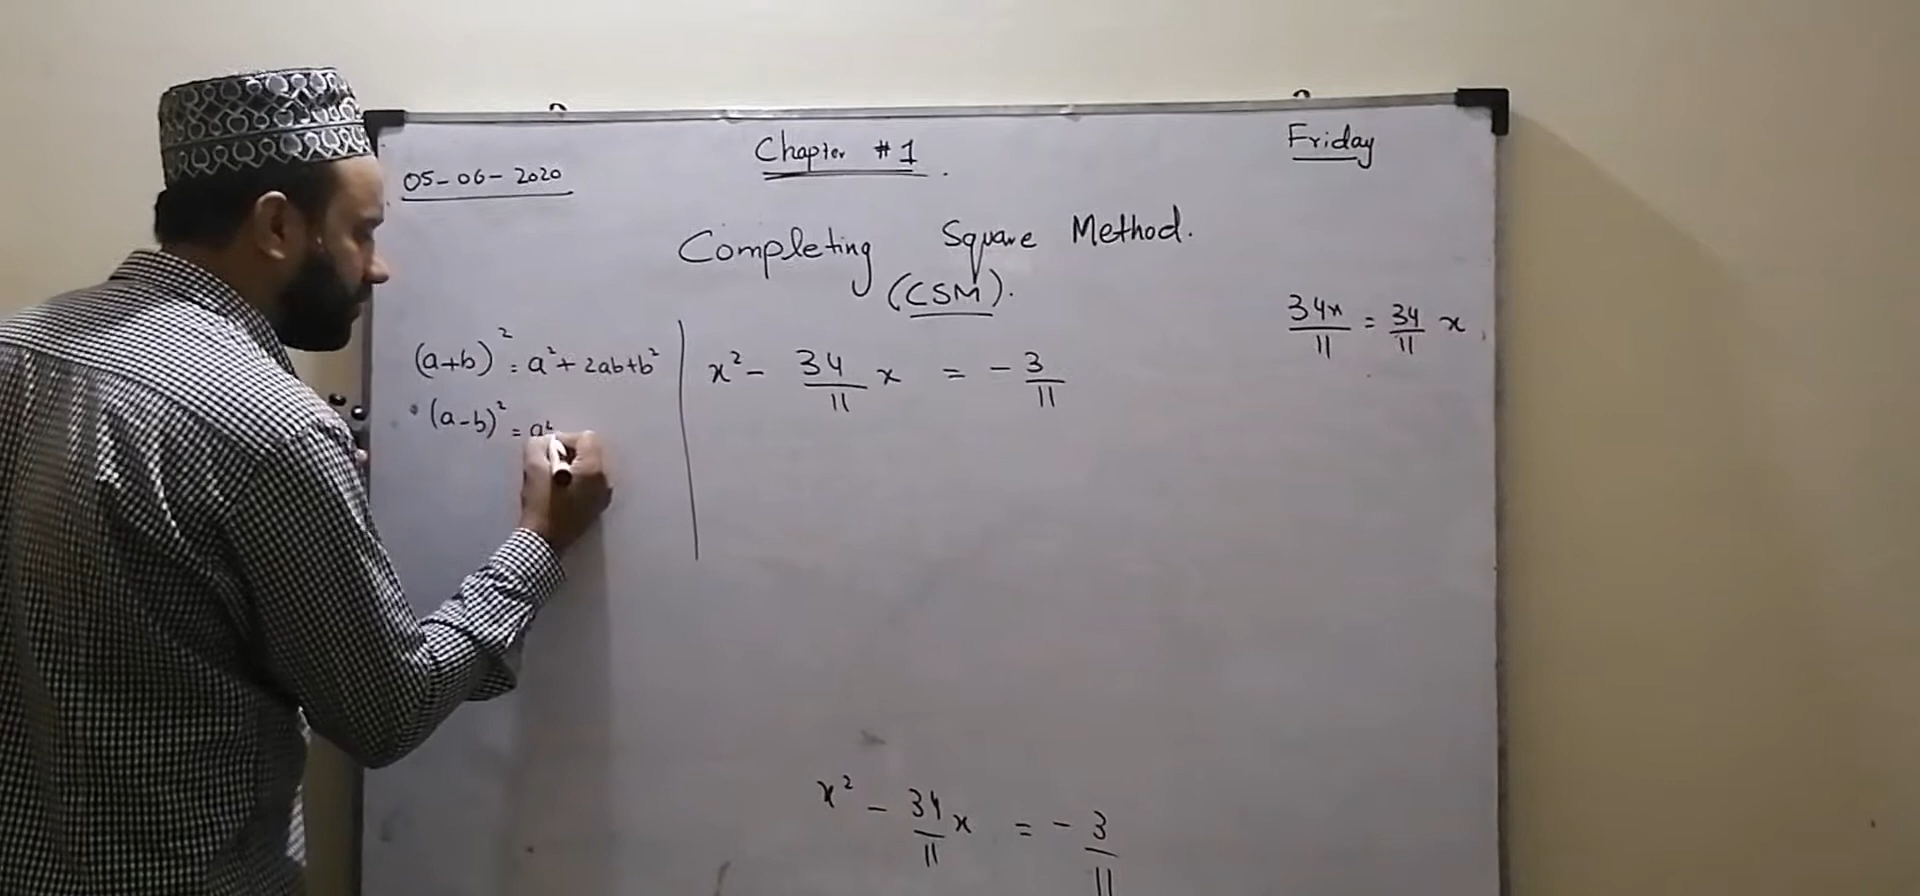 05-06-2020
Chapter #1.
Friday
Completing Square Method.
(CSM).
34x/11 = 34/11 x
(a+b)² = a²+2ab+b²
x² - 34/11 x = - 3/11
(a-b)² = a
x² - 34/11 x = - 3/11